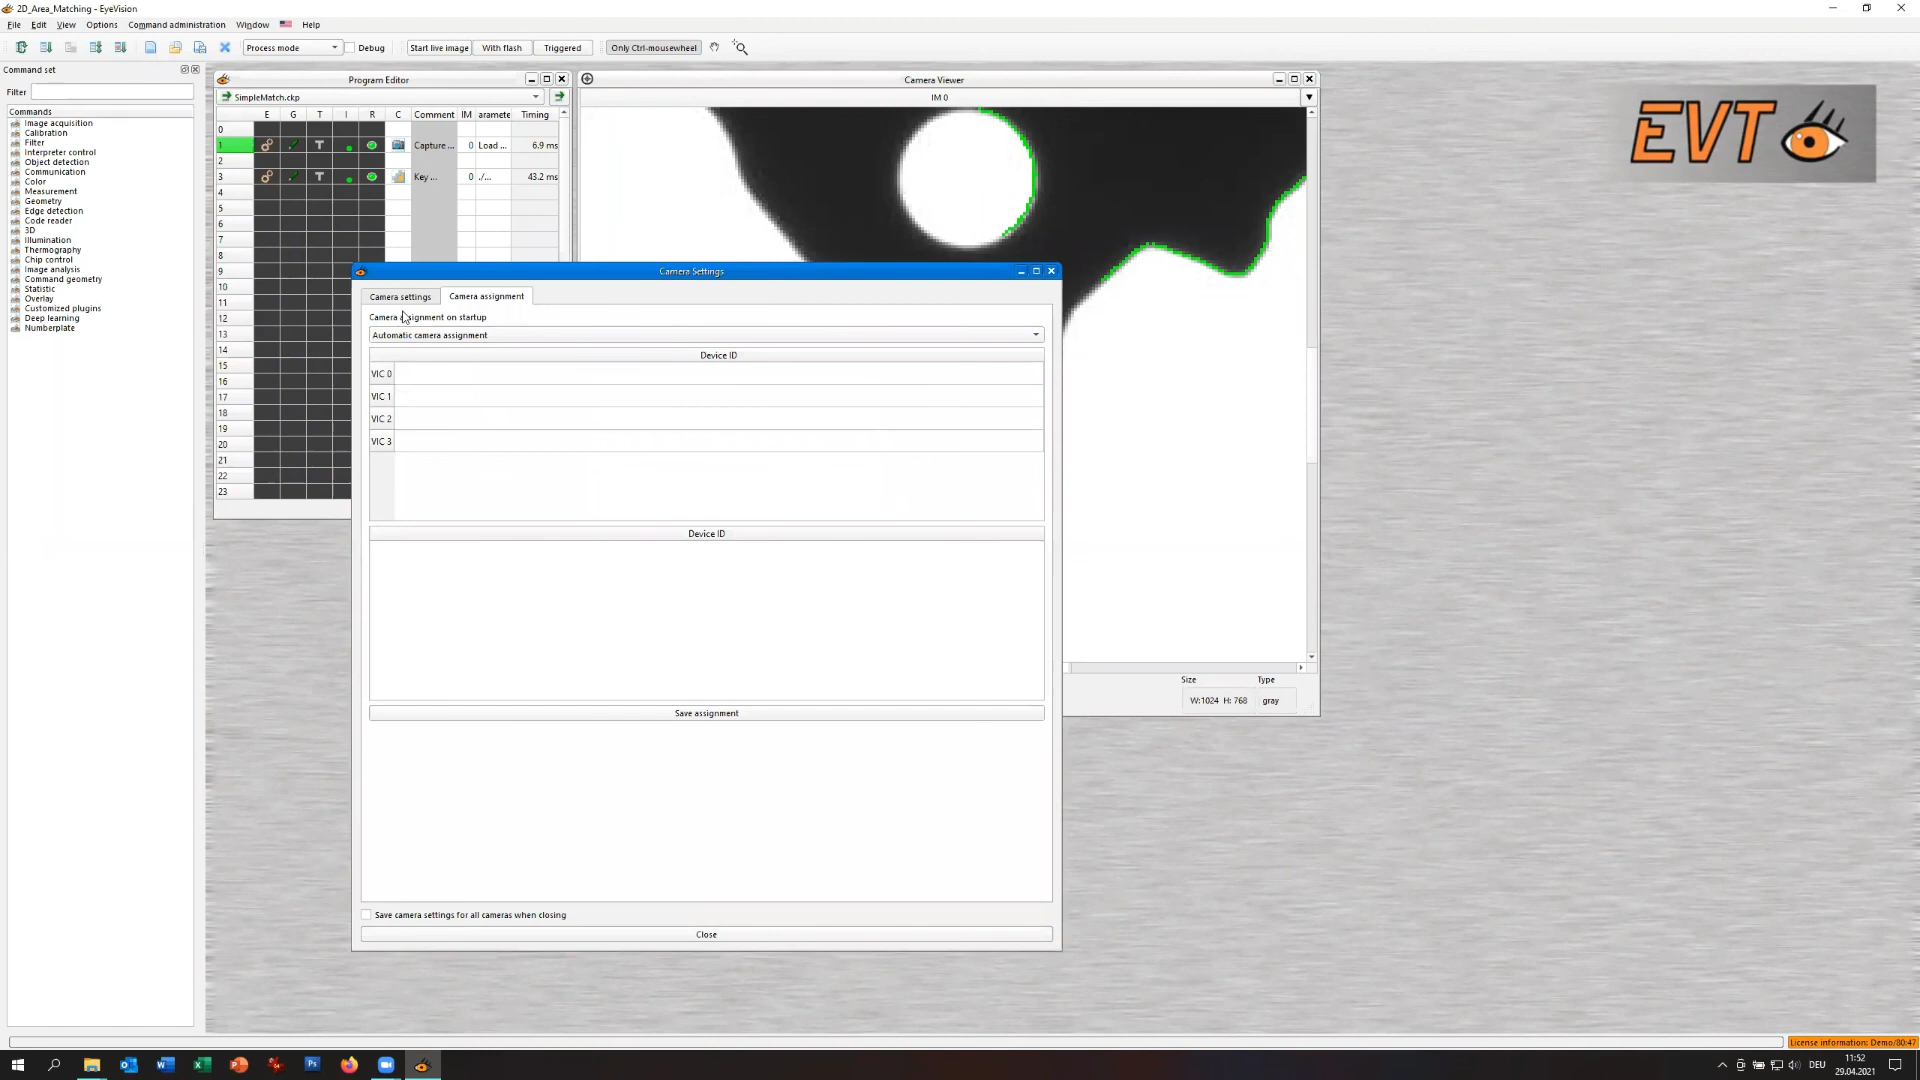 2D_Area_Matching - EyeVision
File Edit View Options Command administration Window Help
Process mode Debug Start live image With flash Triggered Only Ctrl-mousewheel
Command set
Filter
Commands
Image acquisition
Calibration
Filter
Interpreter control
Object detection
Communication
Color
Measurement
Geometry
Edge detection
Code reader
3D
Illumination
Thermography
Chip control
Image analysis
Command geometry
Statistic
Overlay
Customized plugins
Deep learning
Numberplate
Program Editor
SimpleMatch.ckp
E G T I R C Comment IM aramete Timing
0
1 T Capture ... 0 Load ... 6.9 ms
2
3 T Key ... 0 ./... 43.2 ms
4
5
6
7
8
9
10
11
12
13
14
15
16
17
18
19
20
21
22
23
Camera Viewer
IM 0
Size Type
W:1024 H: 768 gray
EVT
Camera Settings
Camera settings Camera assignment
Camera assignment on startup
Automatic camera assignment
Device ID
VIC 0
VIC 1
VIC 2
VIC 3
Device ID
Save assignment
Save camera settings for all cameras when closing
Close
License information: Demo/80:47
DEU
11:52
29.04.2021